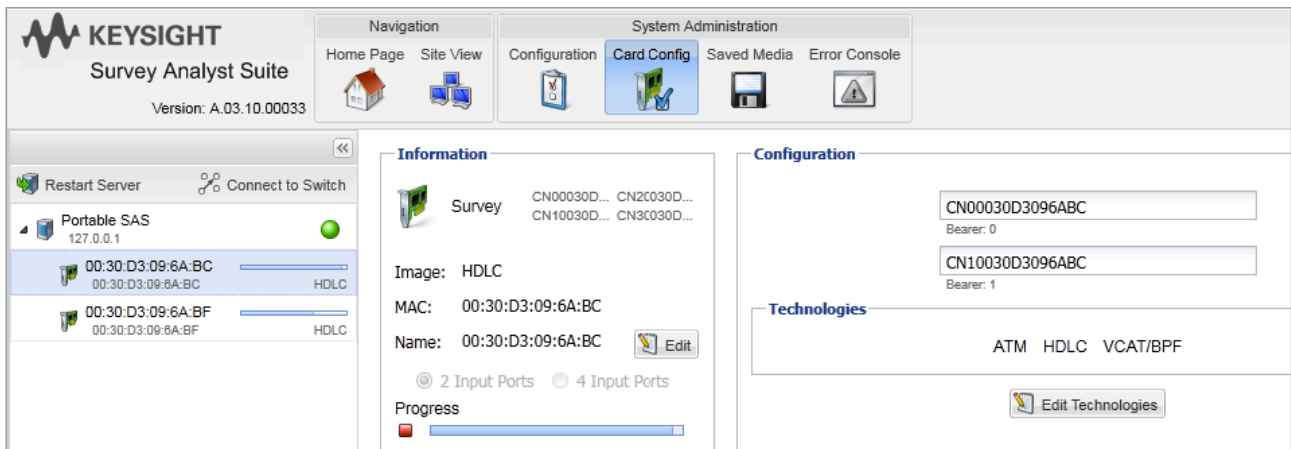 KEYSIGHT
Survey Analyst Suite
Version: A.03.10.00033
Navigation
Home Page Site View
System Administration
Configuration Card Config Saved Media Error Console
Restart Server Connect to Switch
Portable SAS
127.0.0.1
00:30:D3:09:6A:BC
00:30:D3:09:6A:BC HDLC
00:30:D3:09:6A:BF
00:30:D3:09:6A:BF HDLC
Information
Survey
CN00030D... CN20030D...
CN10030D... CN30030D...
Image: HDLC
MAC: 00:30:D3:09:6A:BC
Name: 00:30:D3:09:6A:BC Edit
2 Input Ports 4 Input Ports
Progress
Configuration
CN00030D3096ABC
Bearer: 0
CN10030D3096ABC
Bearer: 1
Technologies
ATM HDLC VCAT/BPF
Edit Technologies